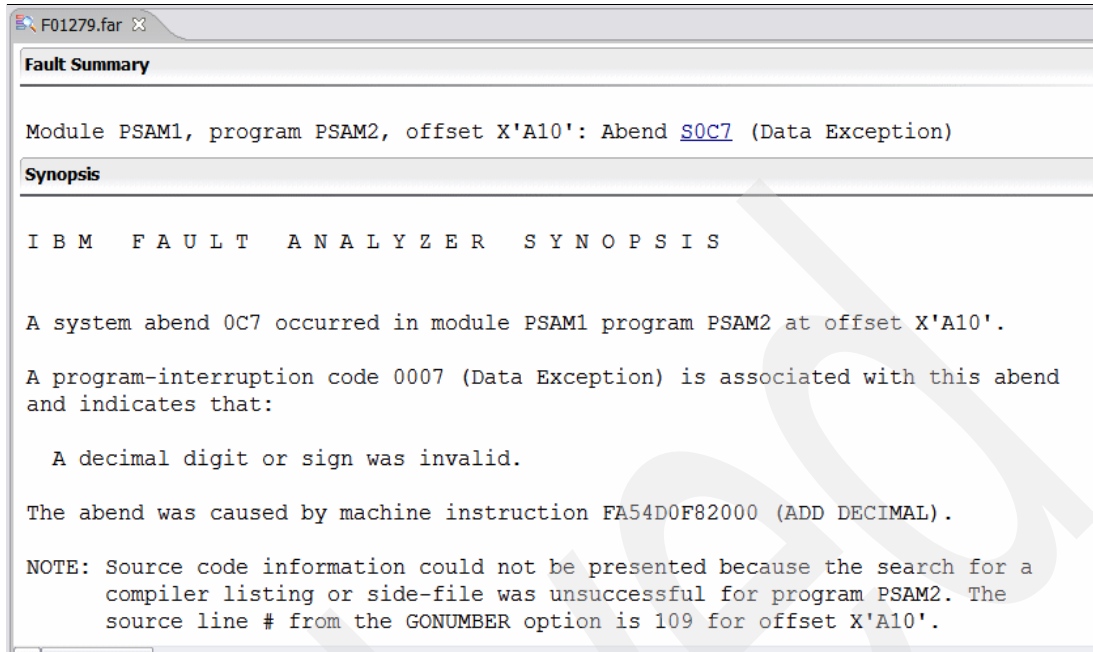 F01279.far
Fault Summary
Module PSAM1, program PSAM2, offset X'A10': Abend S0C7 (Data Exception)
Synopsis
I B M   F A U L T   A N A L Y Z E R   S Y N O P S I S
A system abend 0C7 occurred in module PSAM1 program PSAM2 at offset X'A10'.
A program-interruption code 0007 (Data Exception) is associated with this abend
and indicates that:
A decimal digit or sign was invalid.
The abend was caused by machine instruction FA54D0F82000 (ADD DECIMAL).
NOTE: Source code information could not be presented because the search for a
compiler listing or side-file was unsuccessful for program PSAM2. The
source line # from the GONUMBER option is 109 for offset X'A10'.